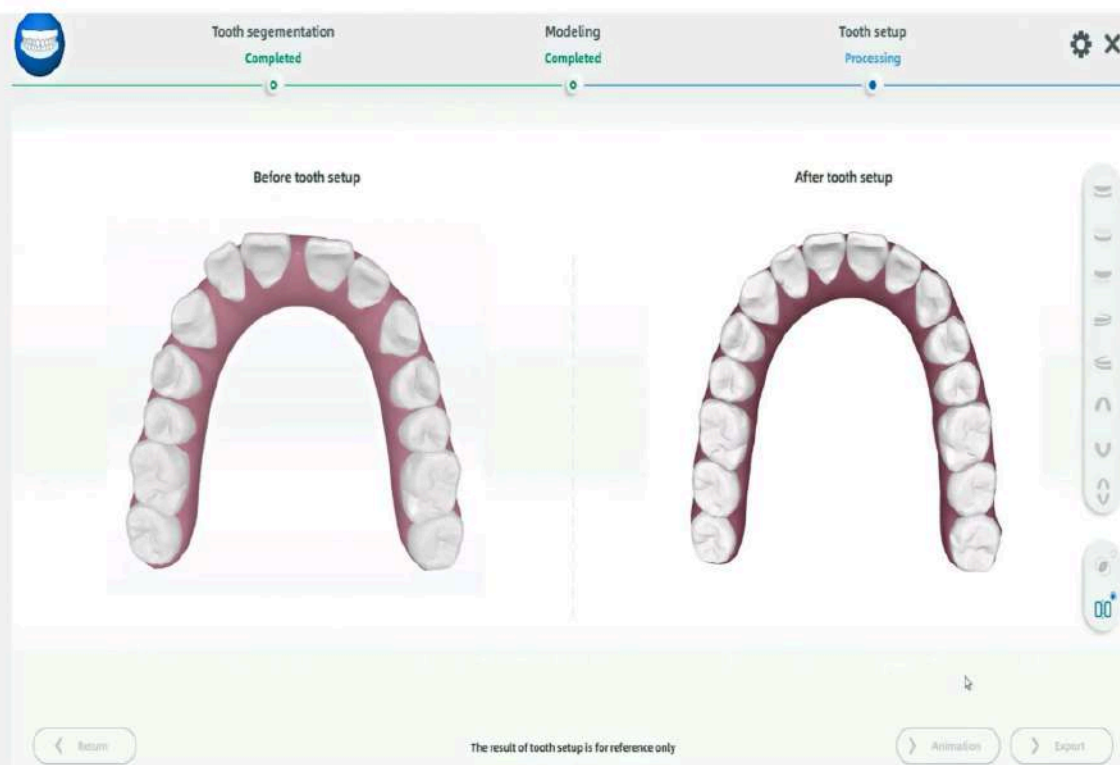 Tooth segementation
Completed
Modeling
Completed
Tooth setup
Processing
Before tooth setup
After tooth setup
Return
The result of tooth setup is for reference only
Animation
Export